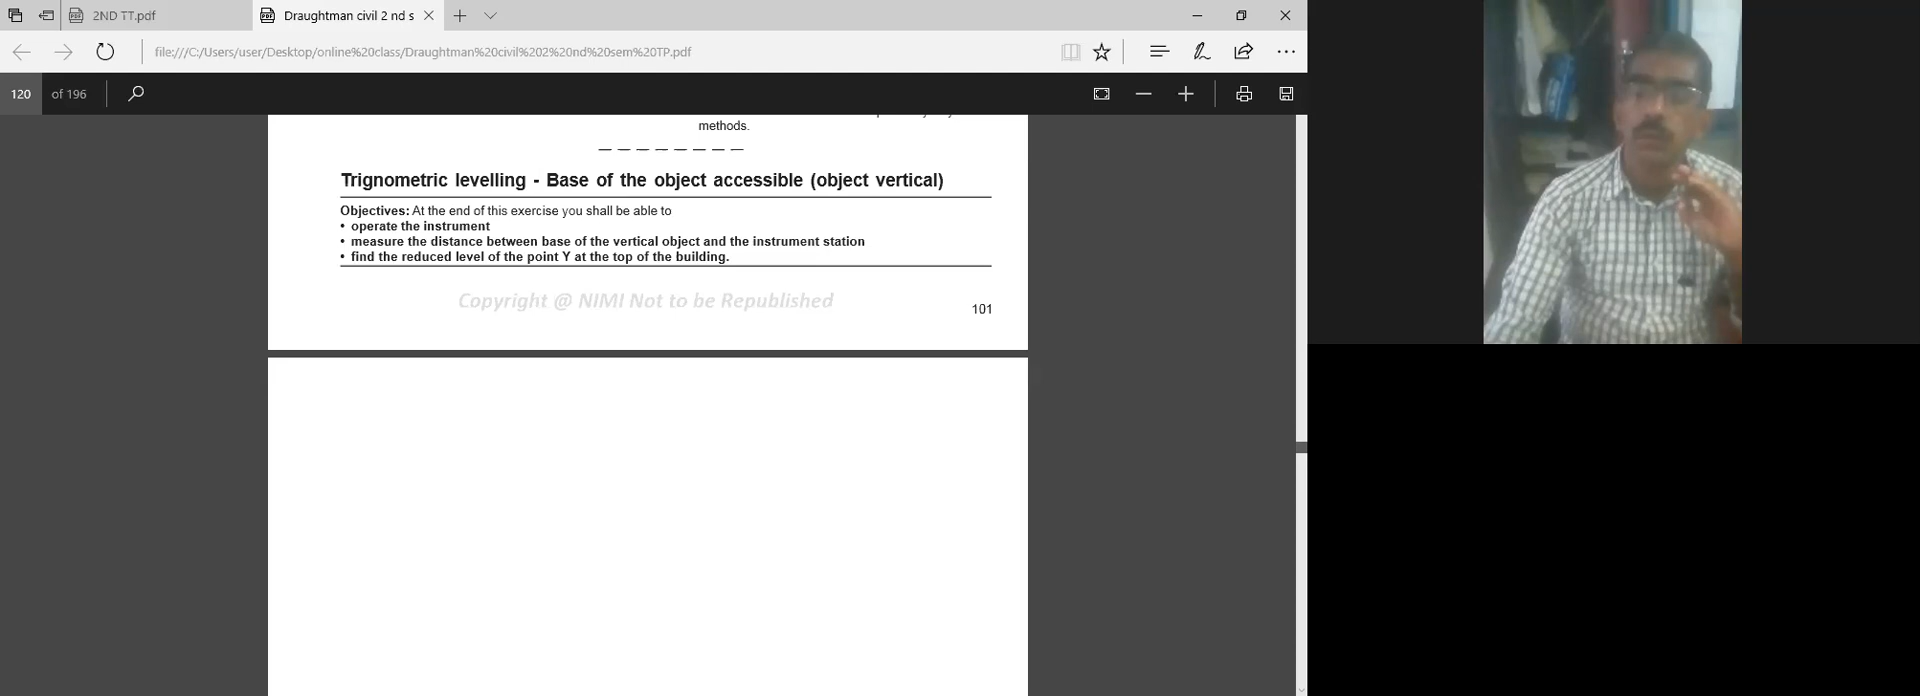 2ND TT.pdf
Draughtman civil 2 nd s
file:///C:/Users/user/Desktop/online%20class/Draughtman%20civil%202%20nd%20sem%20TP.pdf
120 of 196
methods.
Trignometric levelling - Base of the object accessible (object vertical)
Objectives: At the end of this exercise you shall be able to
• operate the instrument
• measure the distance between base of the vertical object and the instrument station
• find the reduced level of the point Y at the top of the building.
Copyright @ NIMI Not to be Republished
101